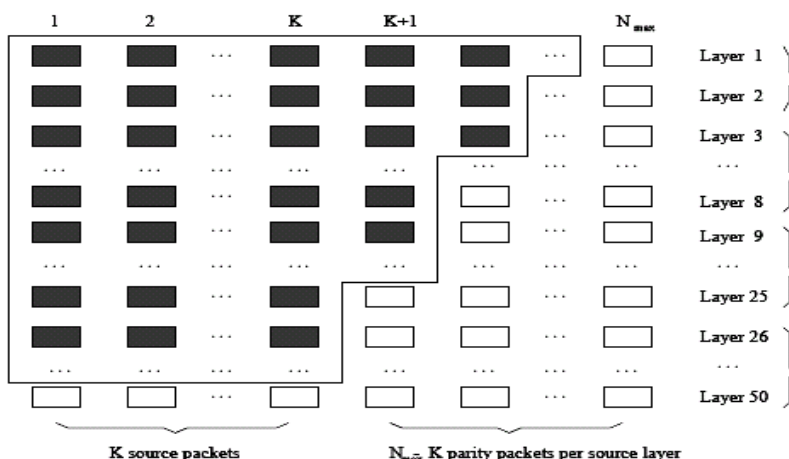 1 2 K K+1 N max
... ... Layer 1
... ... Layer 2
... ... Layer 3
... ... ... ... ... ... ... ... ...
... ... Layer 8
... ... Layer 9
... ... ... ... ... ... ... ... ...
... ... Layer 25
... ... Layer 26
... ... ... ... ... ... ... ... ...
... ... Layer 50
K source packets N K parity packets per source layer